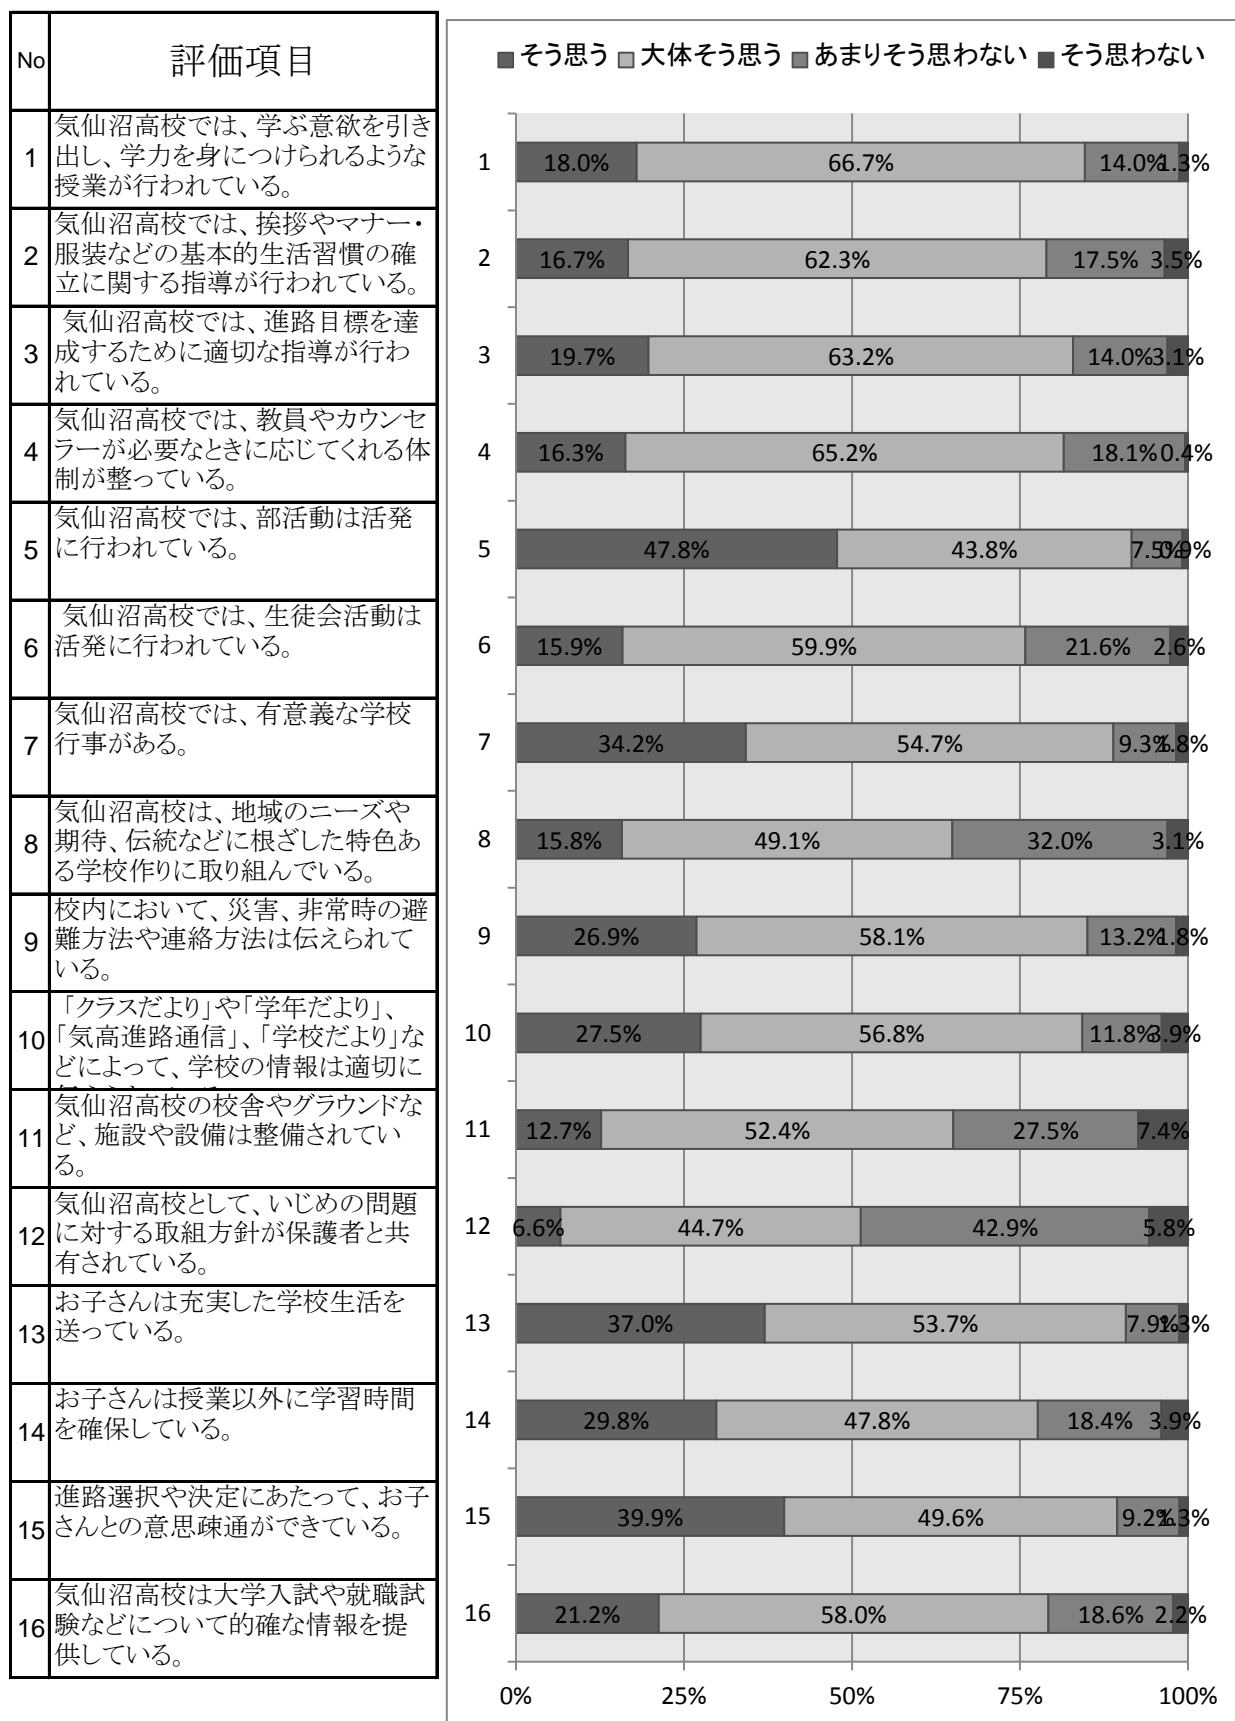 No 評価項目
1 気仙沼高校では、学ぶ意欲を引き
出し、学力を身につけられるような
授業が行われている。
2 気仙沼高校では、挨拶やマナー・
服装などの基本的生活習慣の確
立に関する指導が行われている。
3 気仙沼高校では、進路目標を達
成するために適切な指導が行わ
れている。
4 気仙沼高校では、教員やカウンセ
ラーが必要なときに応じてくれる体
制が整っている。
5 気仙沼高校では、部活動は活発
に行われている。
6 気仙沼高校では、生徒会活動は
活発に行われている。
7 気仙沼高校では、有意義な学校
行事がある。
8 気仙沼高校は、地域のニーズや
期待、伝統などに根ざした特色あ
る学校作りに取り組んでいる。
9 校内において、災害、非常時の避
難方法や連絡方法は伝えられて
いる。
10 「クラスだより」や「学年だより」、
「気高進路通信」、「学校だより」な
どによって、学校の情報は適切に
11 気仙沼高校の校舎やグラウンドな
ど、施設や設備は整備されてい
る。
12 気仙沼高校として、いじめの問題
に対する取組方針が保護者と共
有されている。
13 お子さんは充実した学校生活を
送っている。
14 お子さんは授業以外に学習時間
を確保している。
15 進路選択や決定にあたって、お子
さんとの意思疎通ができている。
16 気仙沼高校は大学入試や就職試
験などについて的確な情報を提
供している。
そう思う 大体そう思う あまりそう思わない そう思わない
1 18.0% 66.7% 14.0% 1.3%
2 16.7% 62.3% 17.5% 3.5%
3 19.7% 63.2% 14.0% 3.1%
4 16.3% 65.2% 18.1% 0.4%
5 47.8% 43.8% 7.5% 0.9%
6 15.9% 59.9% 21.6% 2.6%
7 34.2% 54.7% 9.3% 1.8%
8 15.8% 49.1% 32.0% 3.1%
9 26.9% 58.1% 13.2% 1.8%
10 27.5% 56.8% 11.8% 3.9%
11 12.7% 52.4% 27.5% 7.4%
12 6.6% 44.7% 42.9% 5.8%
13 37.0% 53.7% 7.9% 1.3%
14 29.8% 47.8% 18.4% 3.9%
15 39.9% 49.6% 9.2% 1.3%
16 21.2% 58.0% 18.6% 2.2%
0% 25% 50% 75% 100%